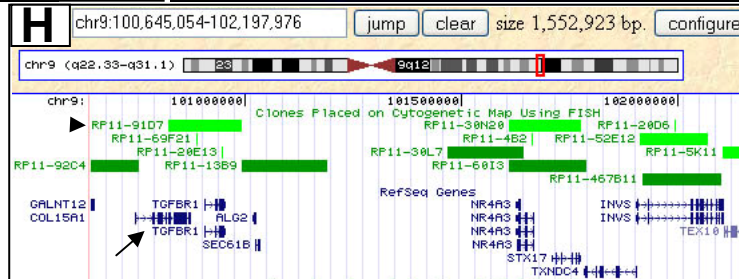 H chr9:100,645,054-102,197,976 jump clear size 1,552,923 bp. configure
chr9 (q22.33-q31.1) 23 9q12
chr9: 101000000 101500000 102000000
Clones Placed on Cytogenetic Map Using FISH
RP11-91D7 RP11-30N20 RP11-20D6
RP11-69F21 RP11-4B2 RP11-52E12
RP11-20E13 RP11-30L7 RP11-5K11
RP11-92C4 RP11-13B9 RP11-60I3
RP11-467B11
RefSeq Genes
GALNT12 TGFBR1 NR4A3 INVS
COL15A1 ALG2 NR4A3 INVS
TGFBR1 NR4A3 TEX10
SEC61B NR4A3
STX17
TXNDC4